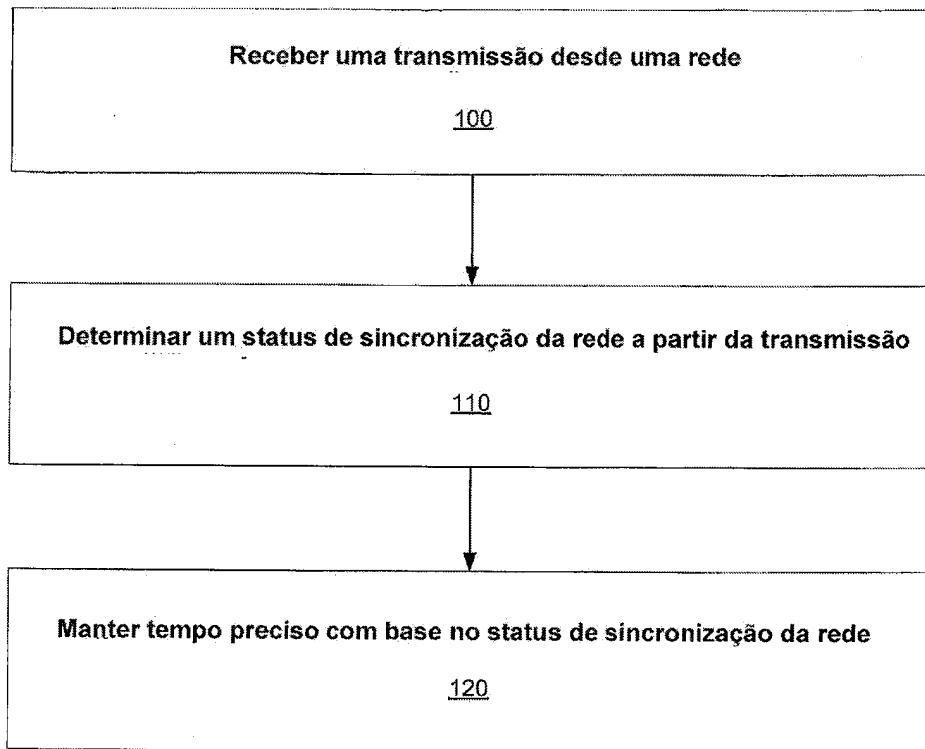 Receber uma transmissão desde uma rede
100
Determinar um status de sincronização da rede a partir da transmissão
110
Manter tempo preciso com base no status de sincronização da rede
120